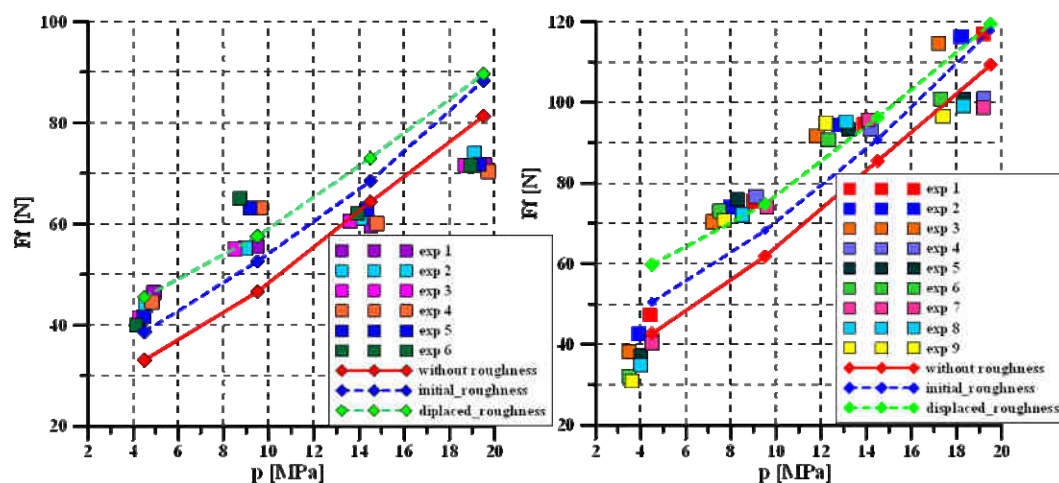 100
80
60
40
20
Ff [N]
exp 1
exp 2
exp 3
exp 4
exp 5
exp 6
without roughness
initial_roughness
diplaced_roughness
2 4 6 8 10 12 14 16 18 20
p [MPa]
120
100
80
60
40
20
Ff [N]
exp 1
exp 2
exp 3
exp 4
exp 5
exp 6
exp 7
exp 8
exp 9
without roughness
initial_roughness
displaced_roughness
2 4 6 8 10 12 14 16 18 20
p [MPa]